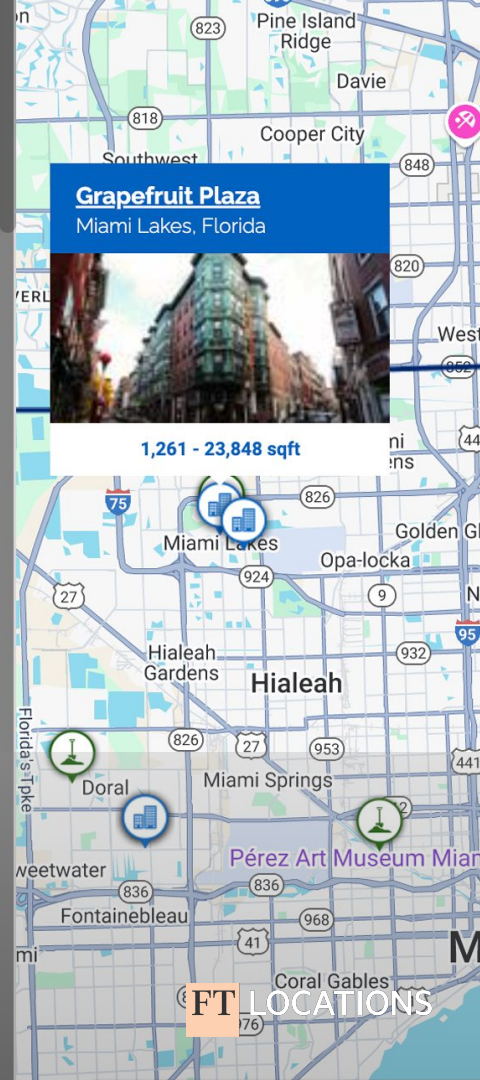 823
Pine Island
Ridge
Davie
818
Cooper City
Southwest
848
Grapefruit Plaza
Miami Lakes, Florida
820
West
852
1,261 - 23,848 sqft
44
75
826
Miami Lakes
Golden Gl
Opa-locka
924
27
9
N
95
932
Hialeah
Gardens
Hialeah
Florida's Tpke
826
27
953
441
Miami Springs
Doral
Pérez Art Museum Miam
weetwater
836
836
Fontainebleau
968
41
mi
M
Coral Gables
FT LOCATIONS
976